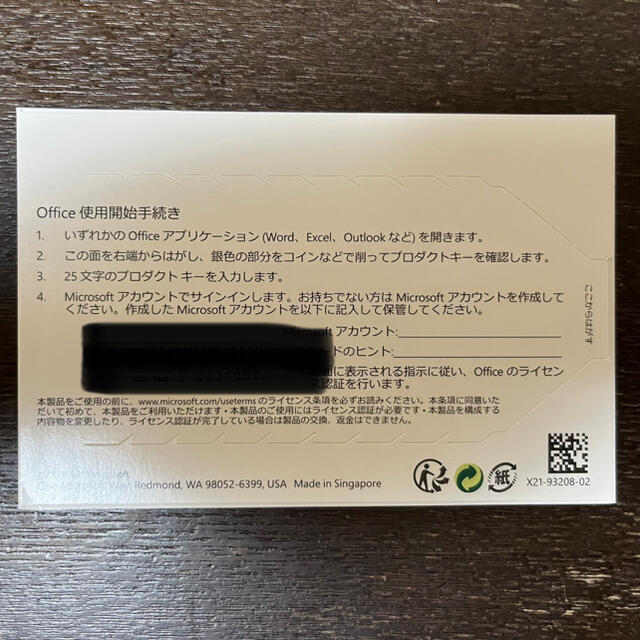 Office 使用開始手続き
1. いずれかの Office アプリケーション (Word、Excel、Outlook など) を開きます。
2. この面を右端からはがし、銀色の部分をコインなどで削ってプロダクトキーを確認します。
3. 25 文字のプロダクト キーを入力します。
4. Microsoft アカウントでサインインします。お持ちでない方は Microsoft アカウントを作成して
ください。作成した Microsoft アカウントを以下に記入して保管してください。
Microsoft アカウント:
ドのヒント:
面に表示される指示に従い、Office のライセン
ス認証を行います。
本製品をご使用の前に、www.microsoft.com/useterms のライセンス条項を必ずお読みください。本条項に同意いた
だいて初めて、本製品をご利用いただけます・本製品のご使用にはライセンス認証が必要です・本製品を構成する
内容物を変更したり、ライセンス認証が完了している場合は製品の交換、返金はできません。
ここからはがす
Microsoft
One Microsoft Way, Redmond, WA 98052-6399, USA Made in Singapore
紙
X21-93208-02